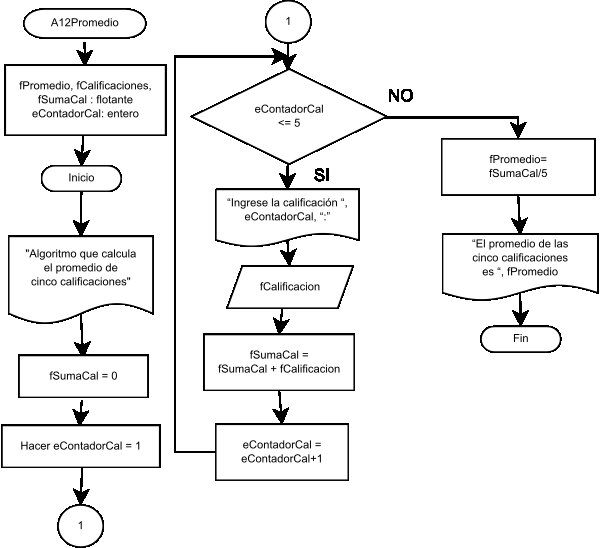 A12Promedio
fPromedio, fCalificaciones,
fSumaCal : flotante
eContadorCal: entero
Inicio
"Algoritmo que calcula
el promedio de
cinco calificaciones"
fSumaCal = 0
Hacer eContadorCal = 1
1
1
eContadorCal
<= 5
NO
SI
“Ingrese la calificación “,
eContadorCal, “:”
fCalificacion
fSumaCal =
fSumaCal + fCalificacion
eContadorCal =
eContadorCal+1
fPromedio=
fSumaCal/5
“El promedio de las
cinco calificaciones
es “, fPromedio
Fin